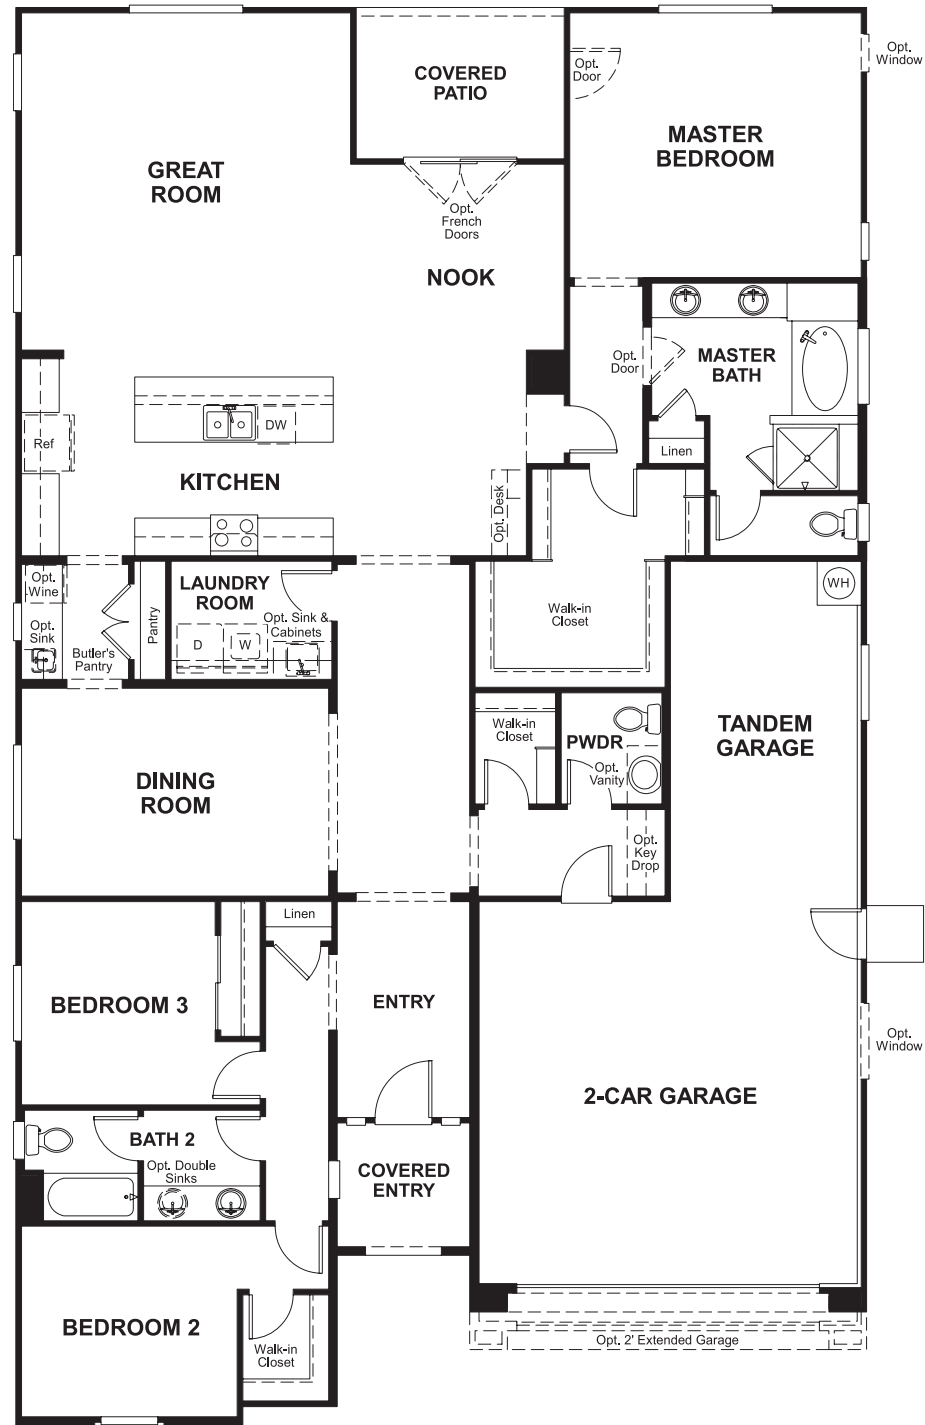 COVERED
PATIO
Opt.
Door
Opt.
Window
MASTER
BEDROOM
GREAT
ROOM
Opt.
French
Doors
NOOK
Opt.
Door
MASTER
BATH
Ref
DW
Linen
KITCHEN
Opt. Desk
Opt.
Wine
LAUNDRY
ROOM
WH
Opt.
Sink
Pantry
Opt. Sink &
Cabinets
D
W
Walk-in
Closet
Butler's
Pantry
Walk-in
Closet
PWDR
Opt.
Vanity
TANDEM
GARAGE
DINING
ROOM
Opt.
Key
Drop
Linen
BEDROOM 3
ENTRY
Opt.
Window
2-CAR GARAGE
BATH 2
Opt. Double
Sinks
COVERED
ENTRY
BEDROOM 2
Walk-in
Closet
Opt. 2' Extended Garage